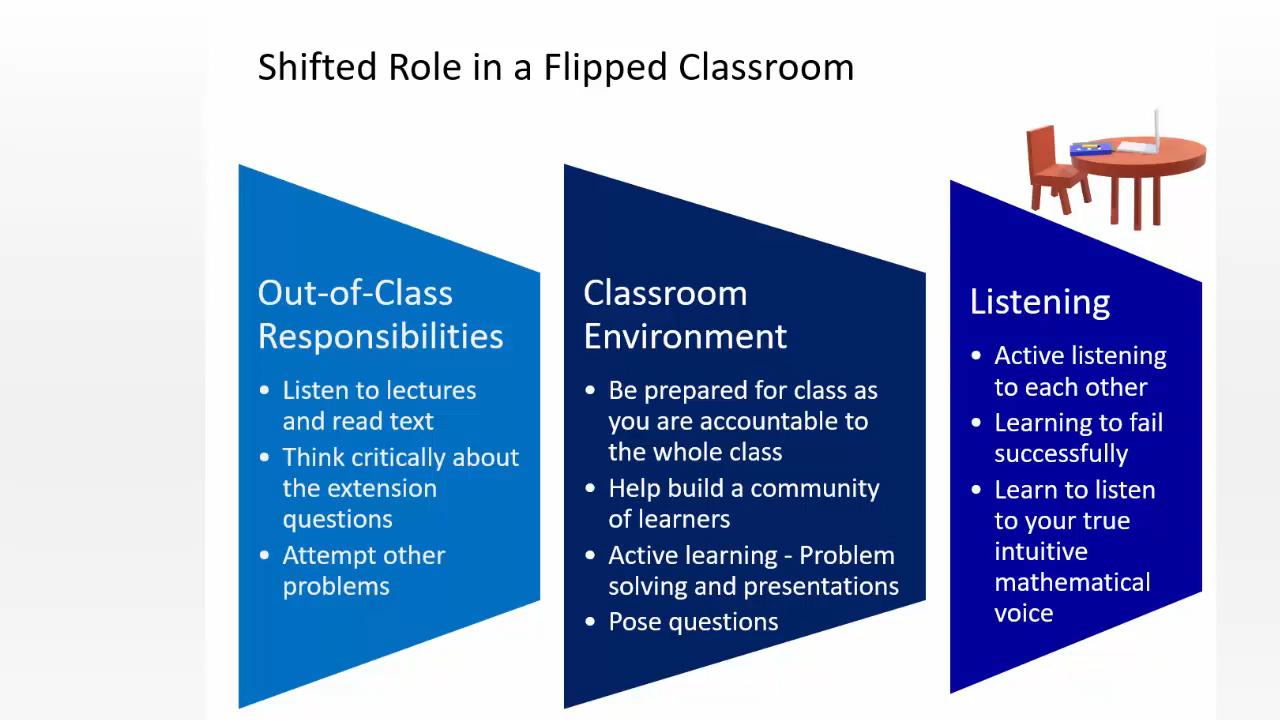 Shifted Role in a Flipped Classroom
Out-of-Class
Responsibilities
• Listen to lectures
and read text
• Think critically about
the extension
questions
• Attempt other
problems
Classroom
Environment
• Be prepared for class as
you are accountable to
the whole class
• Help build a community
of learners
• Active learning - Problem
solving and presentations
• Pose questions
Listening
• Active listening
to each other
• Learning to fail
successfully
• Learn to listen
to your true
intuitive
mathematical
voice